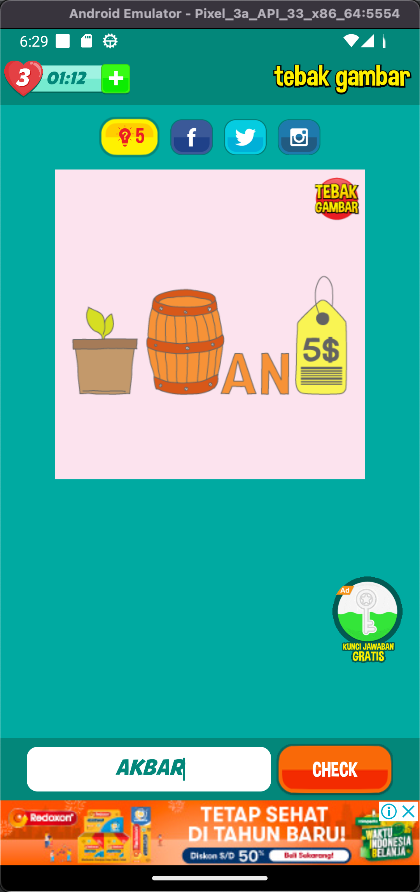 Android Emulator - Pixel_3a_API_33_x86_64:5554
6:29
3 01:12 +
tebak gambar
5
TEBAK
GAMBAR
5$
AN
Ad
KUNCI JAWABAN
GRATIS
AKBAR
CHECK
Redoxon
TETAP SEHAT
DI TAHUN BARU!
Diskon S/D 50%
Beli Sekarang!
WAKTU
INDONESIA
BELANJA